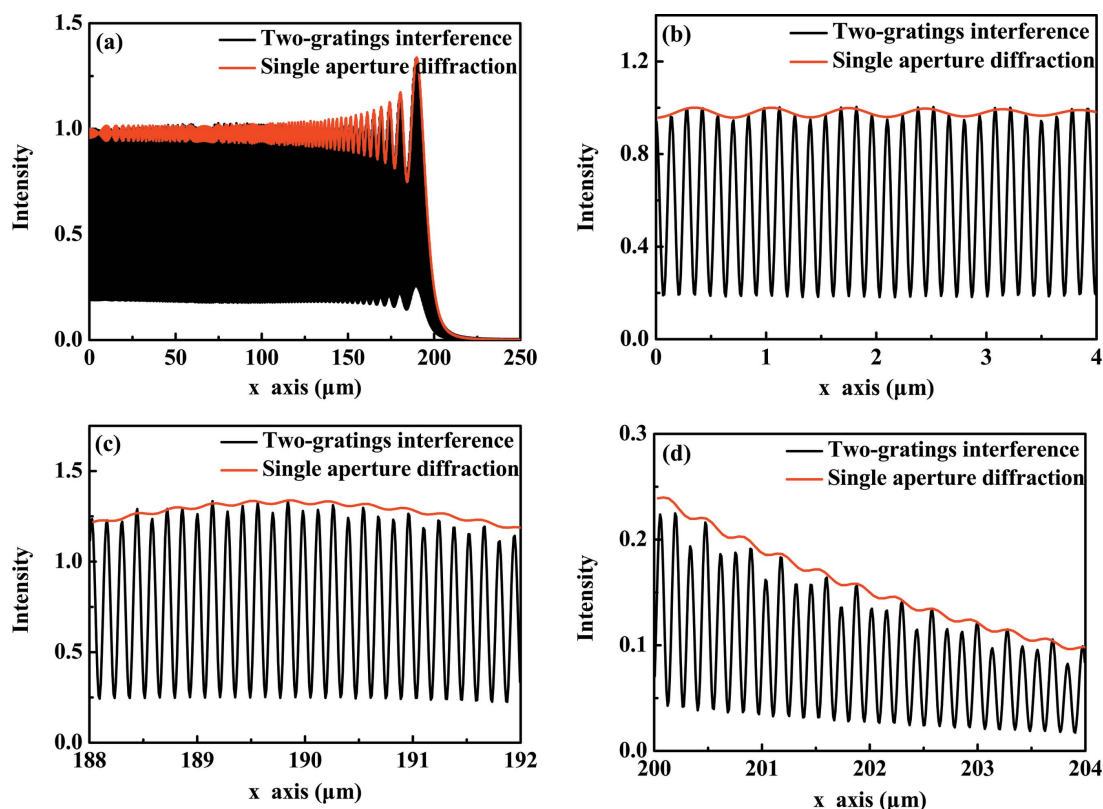 (a)
Two-gratings interference
Single aperture diffraction
1.5
1.0
0.5
0.0
Intensity
0 50 75 100 150 200 250
x axis (µm)
(b)
Two-gratings interference
Single aperture diffraction
1.2
0.8
0.4
0.0
Intensity
0 1 2 3 4
x axis (µm)
(c)
Two-gratings interference
Single aperture diffraction
1.5
1.0
0.5
0.0
Intensity
188 189 190 191 192
x axis (µm)
(d)
Two-gratings interference
Single aperture diffraction
0.3
0.2
0.1
0.0
Intensity
200 201 202 203 204
x axis (µm)